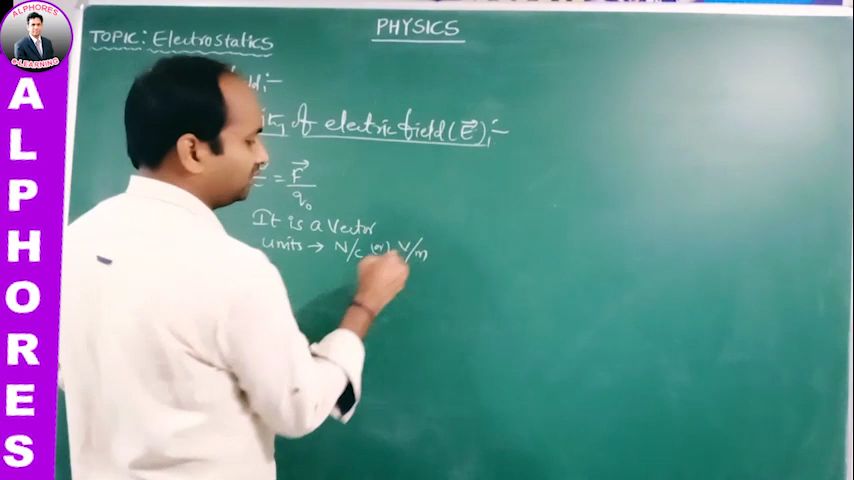 ALPHORES
e-LEARNING
ALPHORES
PHYSICS
TOPIC: Electrostatics
of electric field (E⃗):-
= F⃗/q₀
It is a Vector
units → N/C (or) V/m